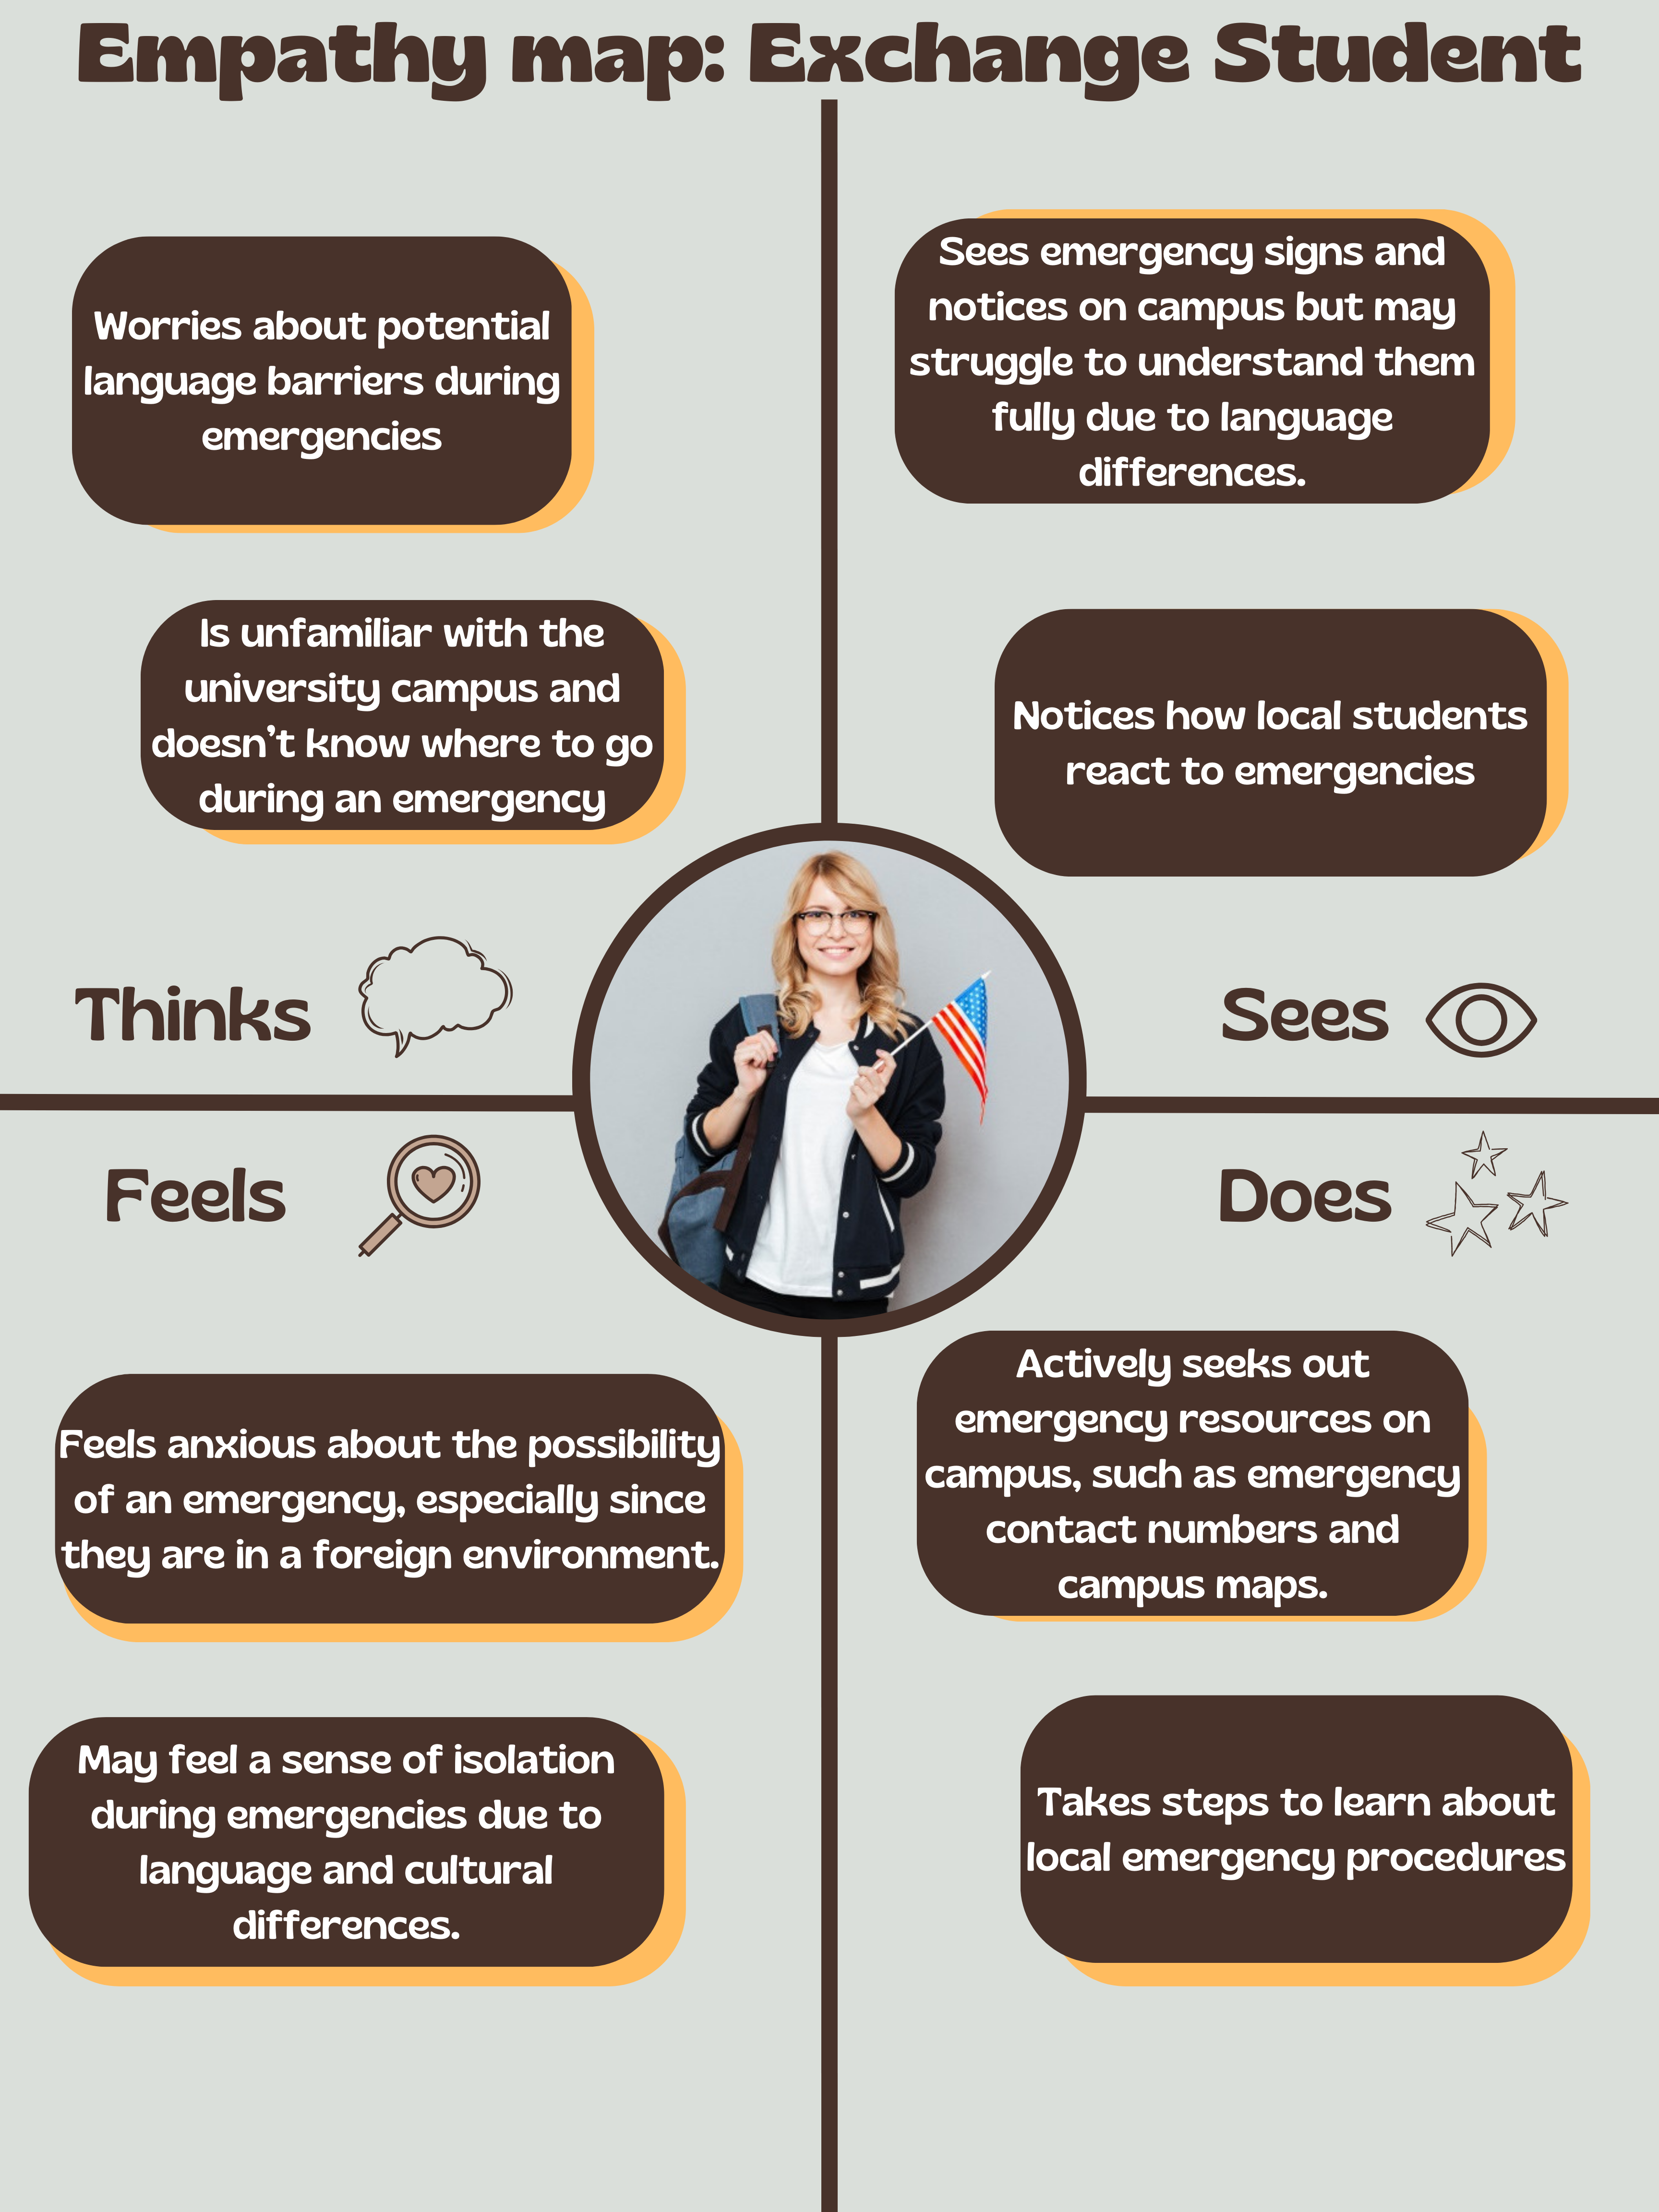 Empathy map: Exchange Student
Worries about potential
language barriers during
emergencies
Is unfamiliar with the
university campus and
doesn't know where to go
during an emergency
Thinks
Sees emergency signs and
notices on campus but may
struggle to understand them
fully due to language
differences.
Notices how local students
react to emergencies
Sees
Feels
Feels anxious about the possibility
of an emergency, especially since
they are in a foreign environment.
May feel a sense of isolation
during emergencies due to
language and cultural
differences.
Does
Actively seeks out
emergency resources on
campus, such as emergency
contact numbers and
campus maps.
Takes steps to learn about
local emergency procedures